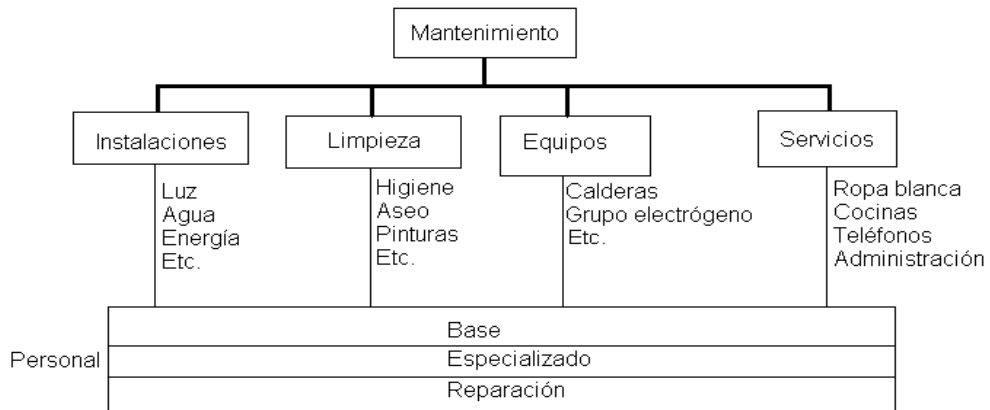 Mantenimiento
Instalaciones
Limpieza
Equipos
Servicios
Luz
Agua
Energía
Etc.
Higiene
Aseo
Pinturas
Etc.
Calderas
Grupo electrógeno
Etc.
Ropa blanca
Cocinas
Teléfonos
Administración
Personal
Base
Especializado
Reparación